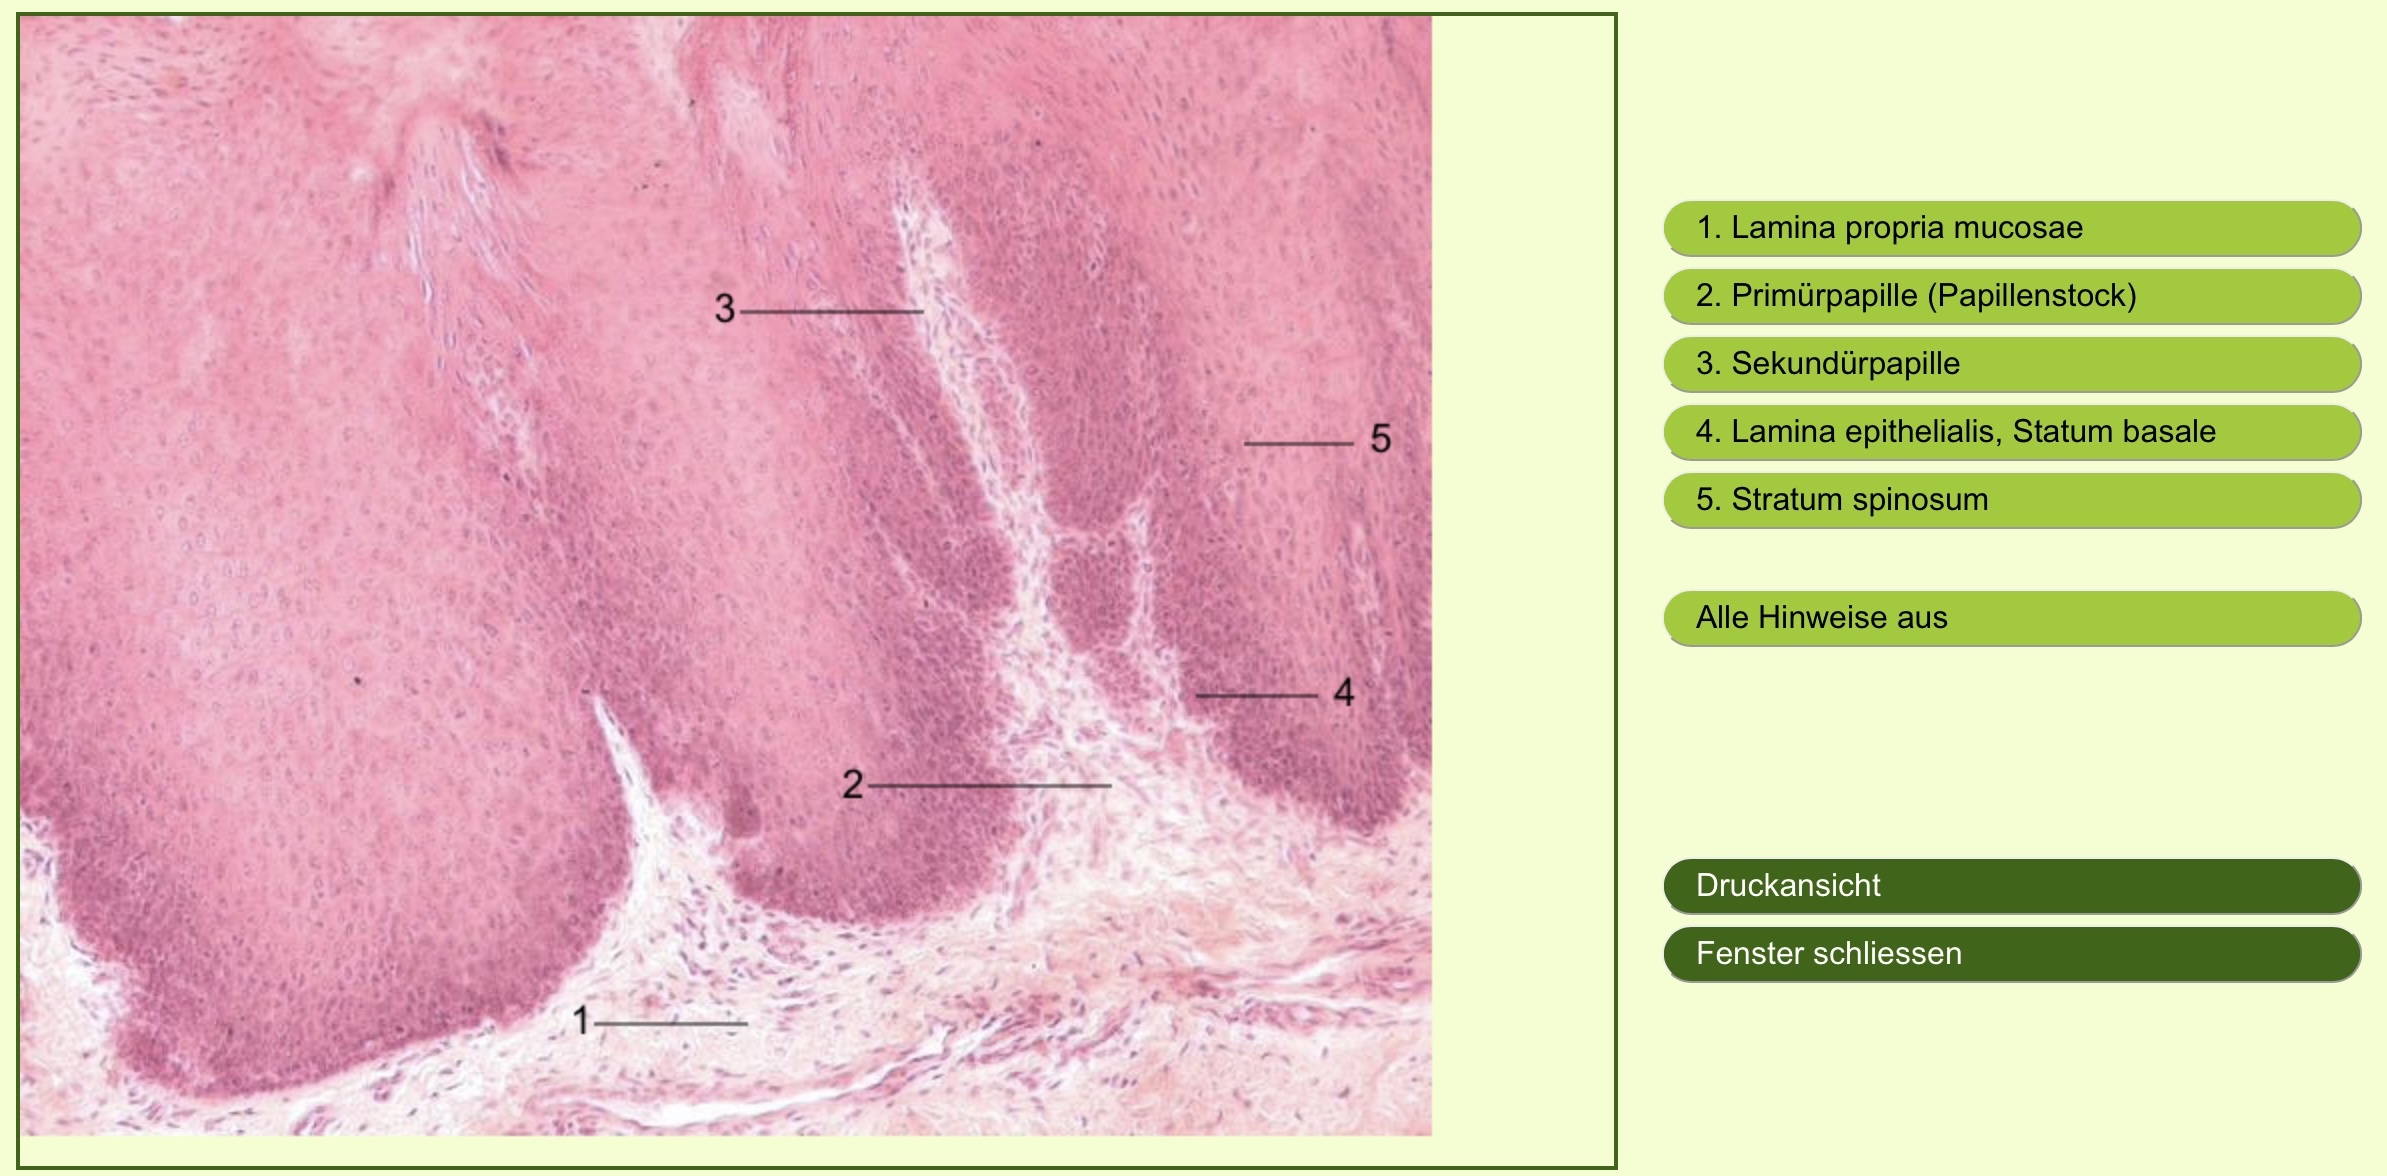 3
5
4
2
1
1. Lamina propria mucosae
2. Primürpapille (Papillenstock)
3. Sekundürpapille
4. Lamina epithelialis, Statum basale
5. Stratum spinosum
Alle Hinweise aus
Druckansicht
Fenster schliessen